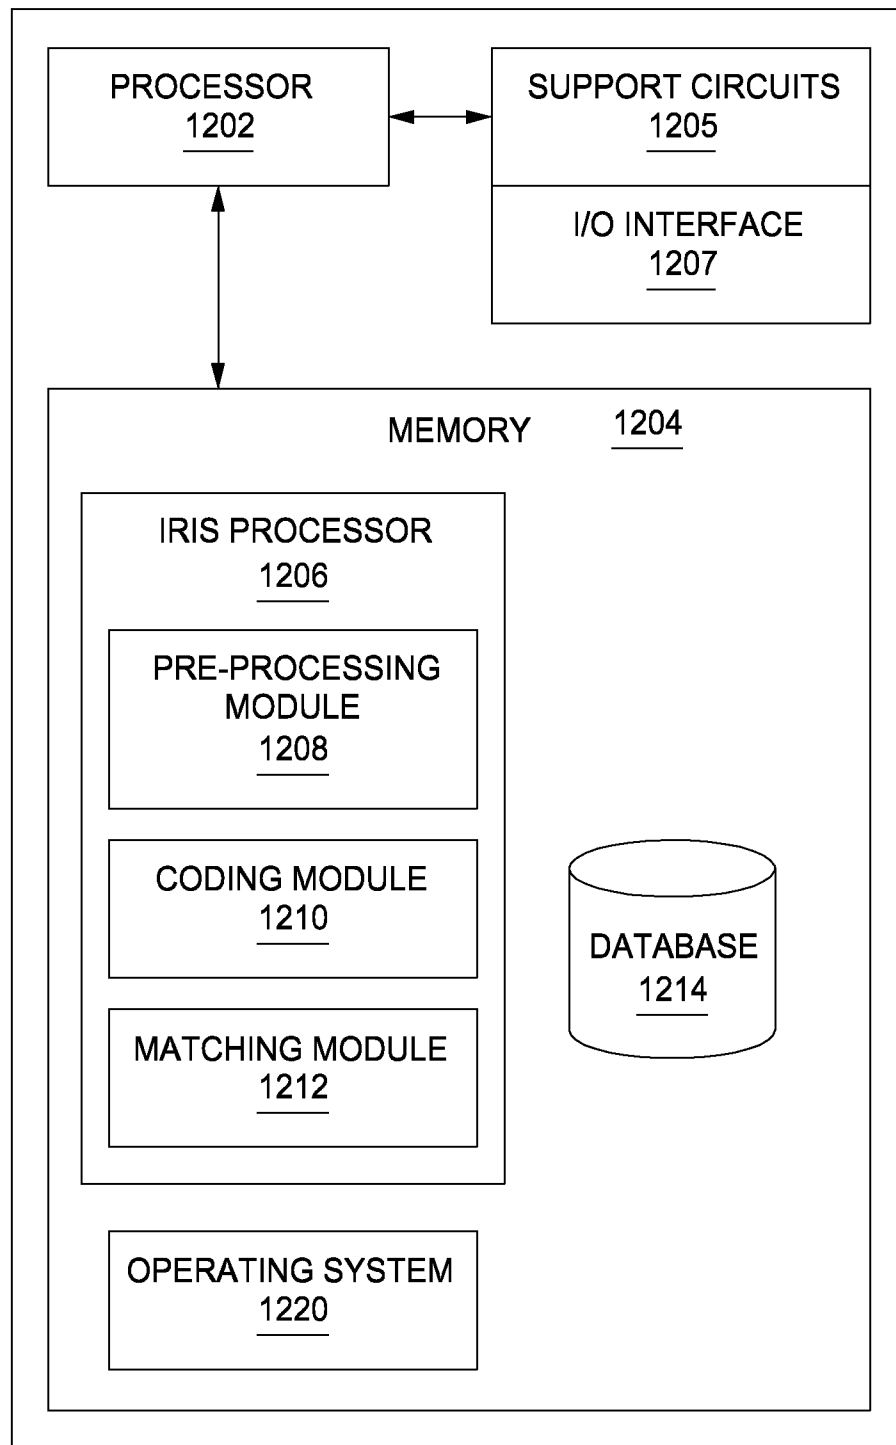 PROCESSOR
1202
SUPPORT CIRCUITS
1205
I/O INTERFACE
1207
MEMORY 1204
IRIS PROCESSOR
1206
PRE-PROCESSING
MODULE
1208
CODING MODULE
1210
MATCHING MODULE
1212
DATABASE
1214
OPERATING SYSTEM
1220